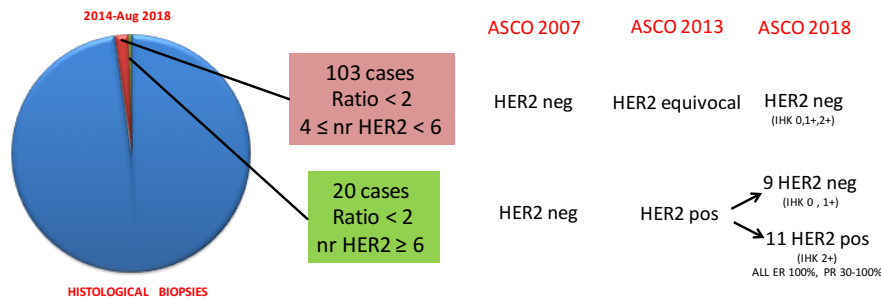 2014-Aug 2018
103 cases
Ratio < 2
4 ≤ nr HER2 < 6
20 cases
Ratio < 2
nr HER2 ≥ 6
HISTOLOGICAL BIOPSIES
ASCO 2007 ASCO 2013 ASCO 2018
HER2 neg HER2 equivocal HER2 neg
(IHK 0,1+,2+)
HER2 neg HER2 pos 9 HER2 neg
(IHK 0 , 1+)
11 HER2 pos
(IHK 2+)
ALL ER 100%, PR 30-100%